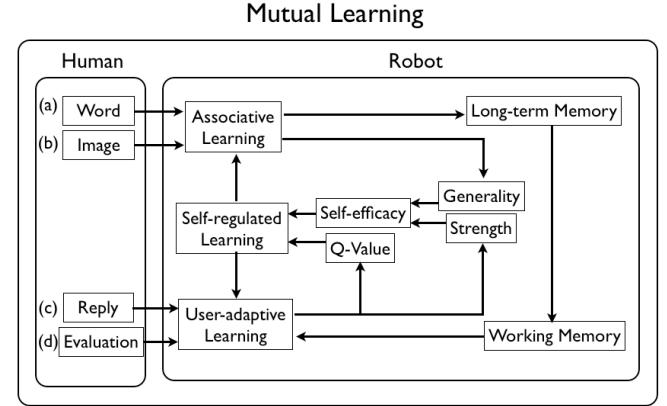 Mutual Learning
Human
Robot
(a) Word
(b) Image
Associative
Learning
Long-term Memory
Generality
Self-efficacy
Strength
Self-regulated
Learning
Q-Value
(c) Reply
(d) Evaluation
User-adaptive
Learning
Working Memory